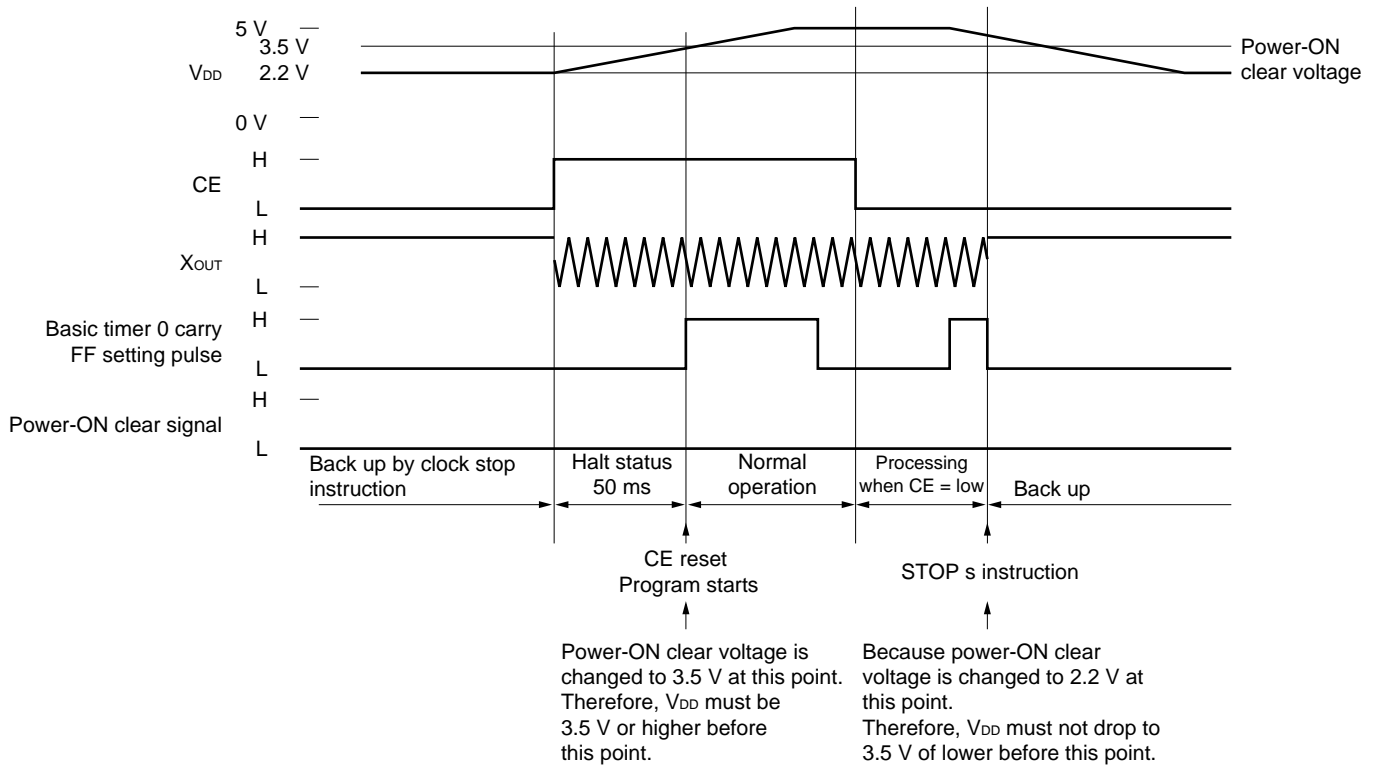 5 V
3.5 V
VDD 2.2 V
Power-ON
clear voltage
0 V
H
CE
L
H
XOUT
L
H
Basic timer 0 carry
FF setting pulse
L
H
Power-ON clear signal
L
Back up by clock stop
instruction
Halt status
50 ms
Normal
operation
Processing
when CE = low
Back up
CE reset
Program starts
STOP s instruction
Power-ON clear voltage is
changed to 3.5 V at this point.
Therefore, VDD must be
3.5 V or higher before
this point.
Because power-ON clear
voltage is changed to 2.2 V at
this point.
Therefore, VDD must not drop to
3.5 V of lower before this point.